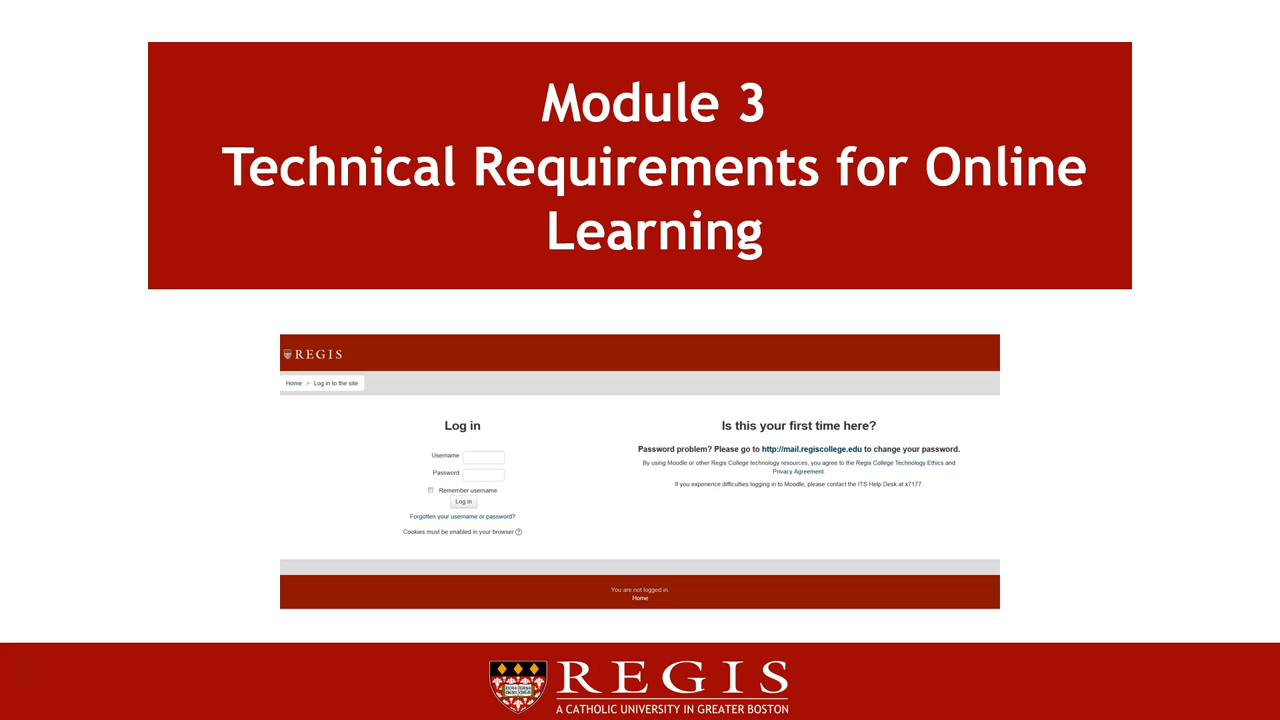 Module 3
Technical Requirements for Online
Learning
REGIS
Home > Log in to the site
Log in
Username
Password
Remember username
Log in
Forgotten your username or password?
Cookies must be enabled in your browser
Is this your first time here?
Password problem? Please go to http://mail.regiscollege.edu to change your password.
By using Moodle or other Regis College technology resources, you agree to the Regis College Technology Ethics and
Privacy Agreement.
If you experience difficulties logging in to Moodle, please contact the ITS Help Desk at x7177.
You are not logged in.
Home
REGIS
A CATHOLIC UNIVERSITY IN GREATER BOSTON